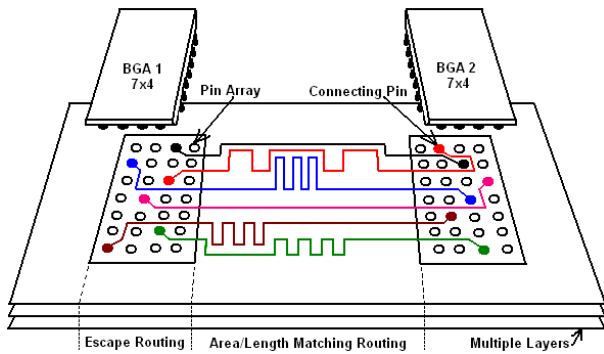 BGA 1
7x4
BGA 2
7x4
Pin Array
Connecting Pin
Escape Routing
Area/Length Matching Routing
Multiple Layers